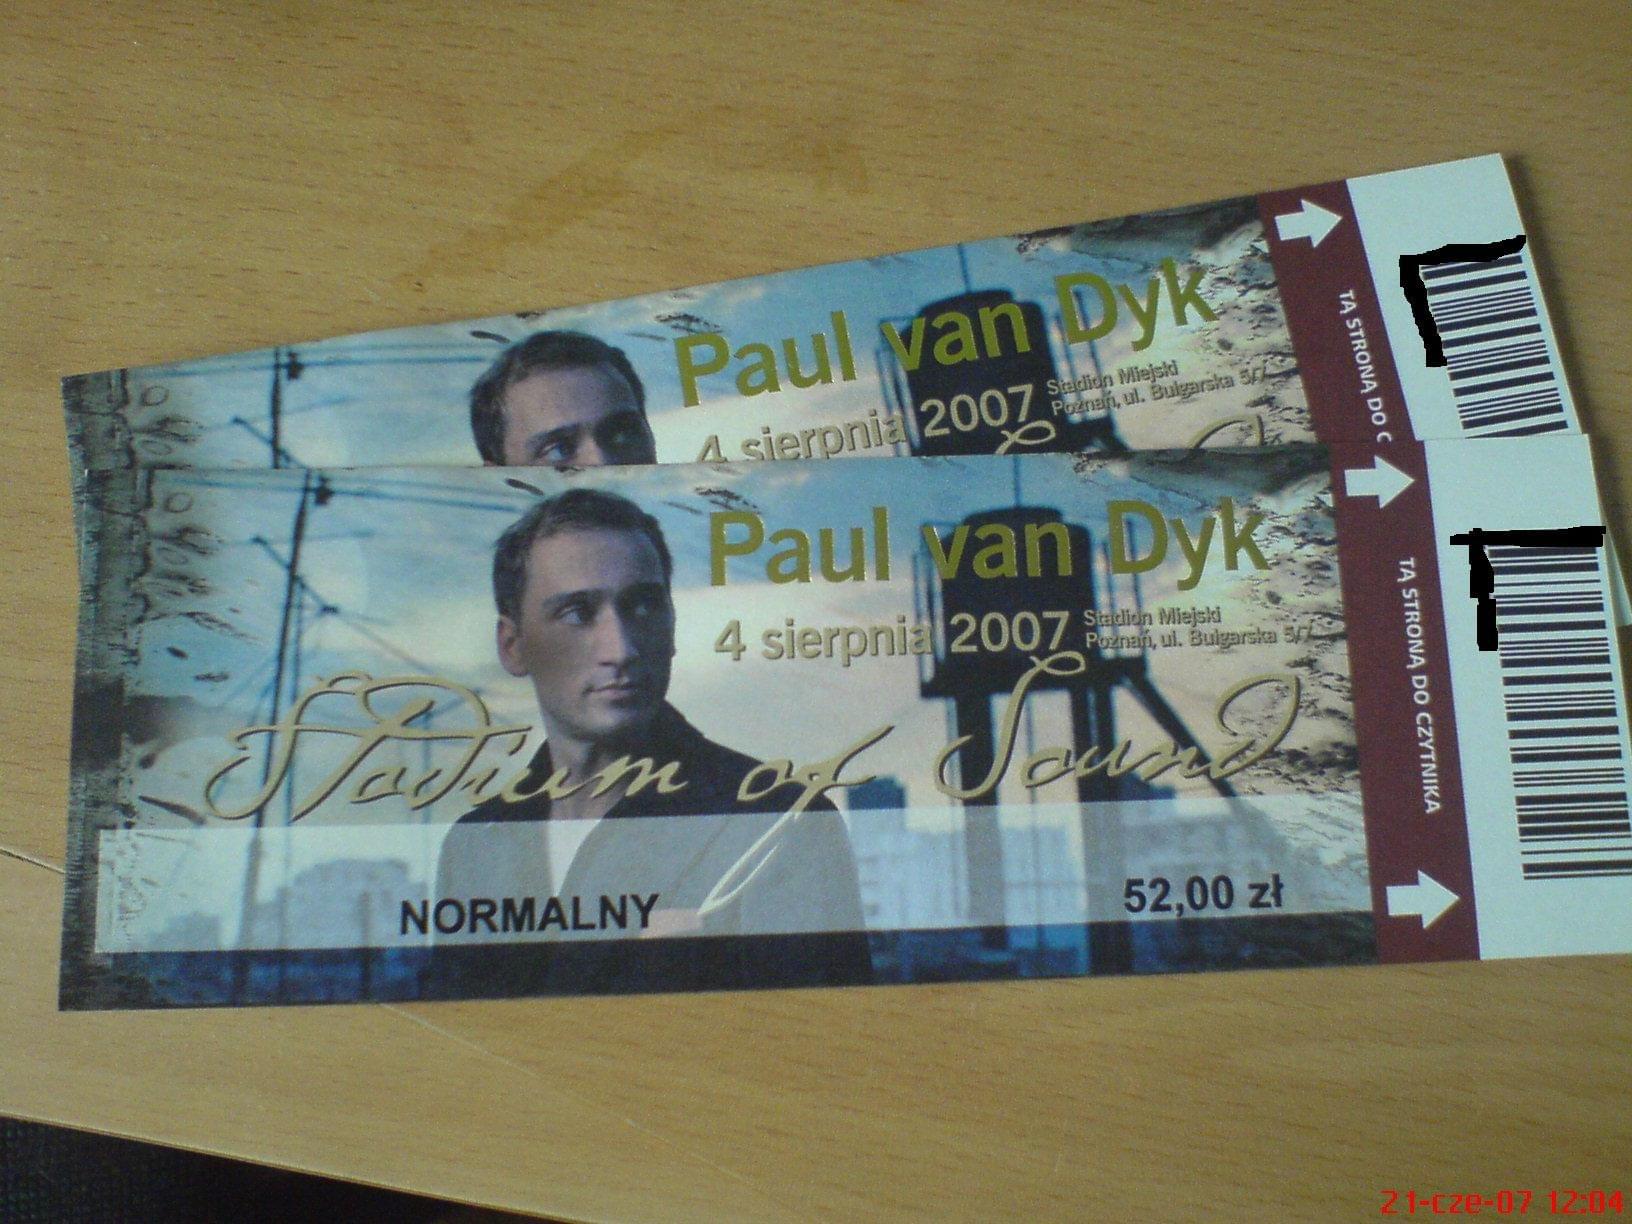 Paul van Dyk
4 sierpnia 2007
Stadion Miejski
Poznań, ul. Bułgarska 5/7
TĄ STRONĄ DO C
Paul van Dyk
4 sierpnia 2007
Stadion Miejski
Poznań, ul. Bułgarska 5/7
Stadium of Sound
NORMALNY
52,00 zł
TĄ STRONĄ DO CZYTNIKA
21-cze-07 12:04